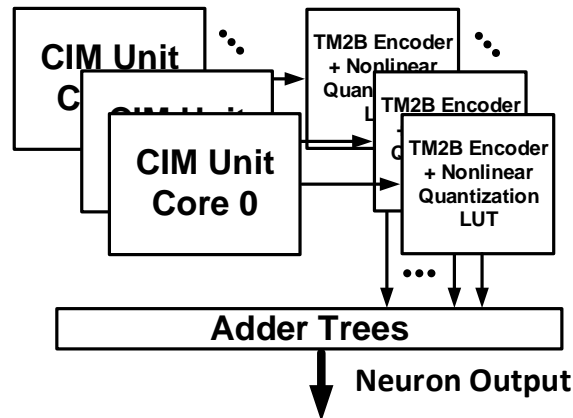 CIM Unit
C
TM2B Encoder
+ Nonlinear
Quan
L
CIM Unit
TM2B Encoder
Q
CIM Unit
Core 0
TM2B Encoder
+ Nonlinear
Quantization
LUT
Adder Trees
Neuron Output